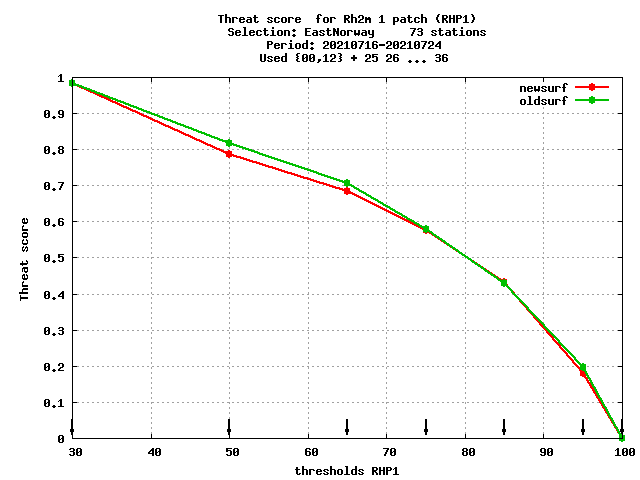 Threat score  for Rh2m 1 patch (RHP1)
Selection: EastNorway     73 stations
Period: 20210716-20210724
Used {00,12} + 25 26 ... 36
newsurf
oldsurf
1
0.9
0.8
0.7
0.6
0.5
0.4
0.3
0.2
0.1
0
Threat score
30 40 50 60 70 80 90 100
thresholds RHP1